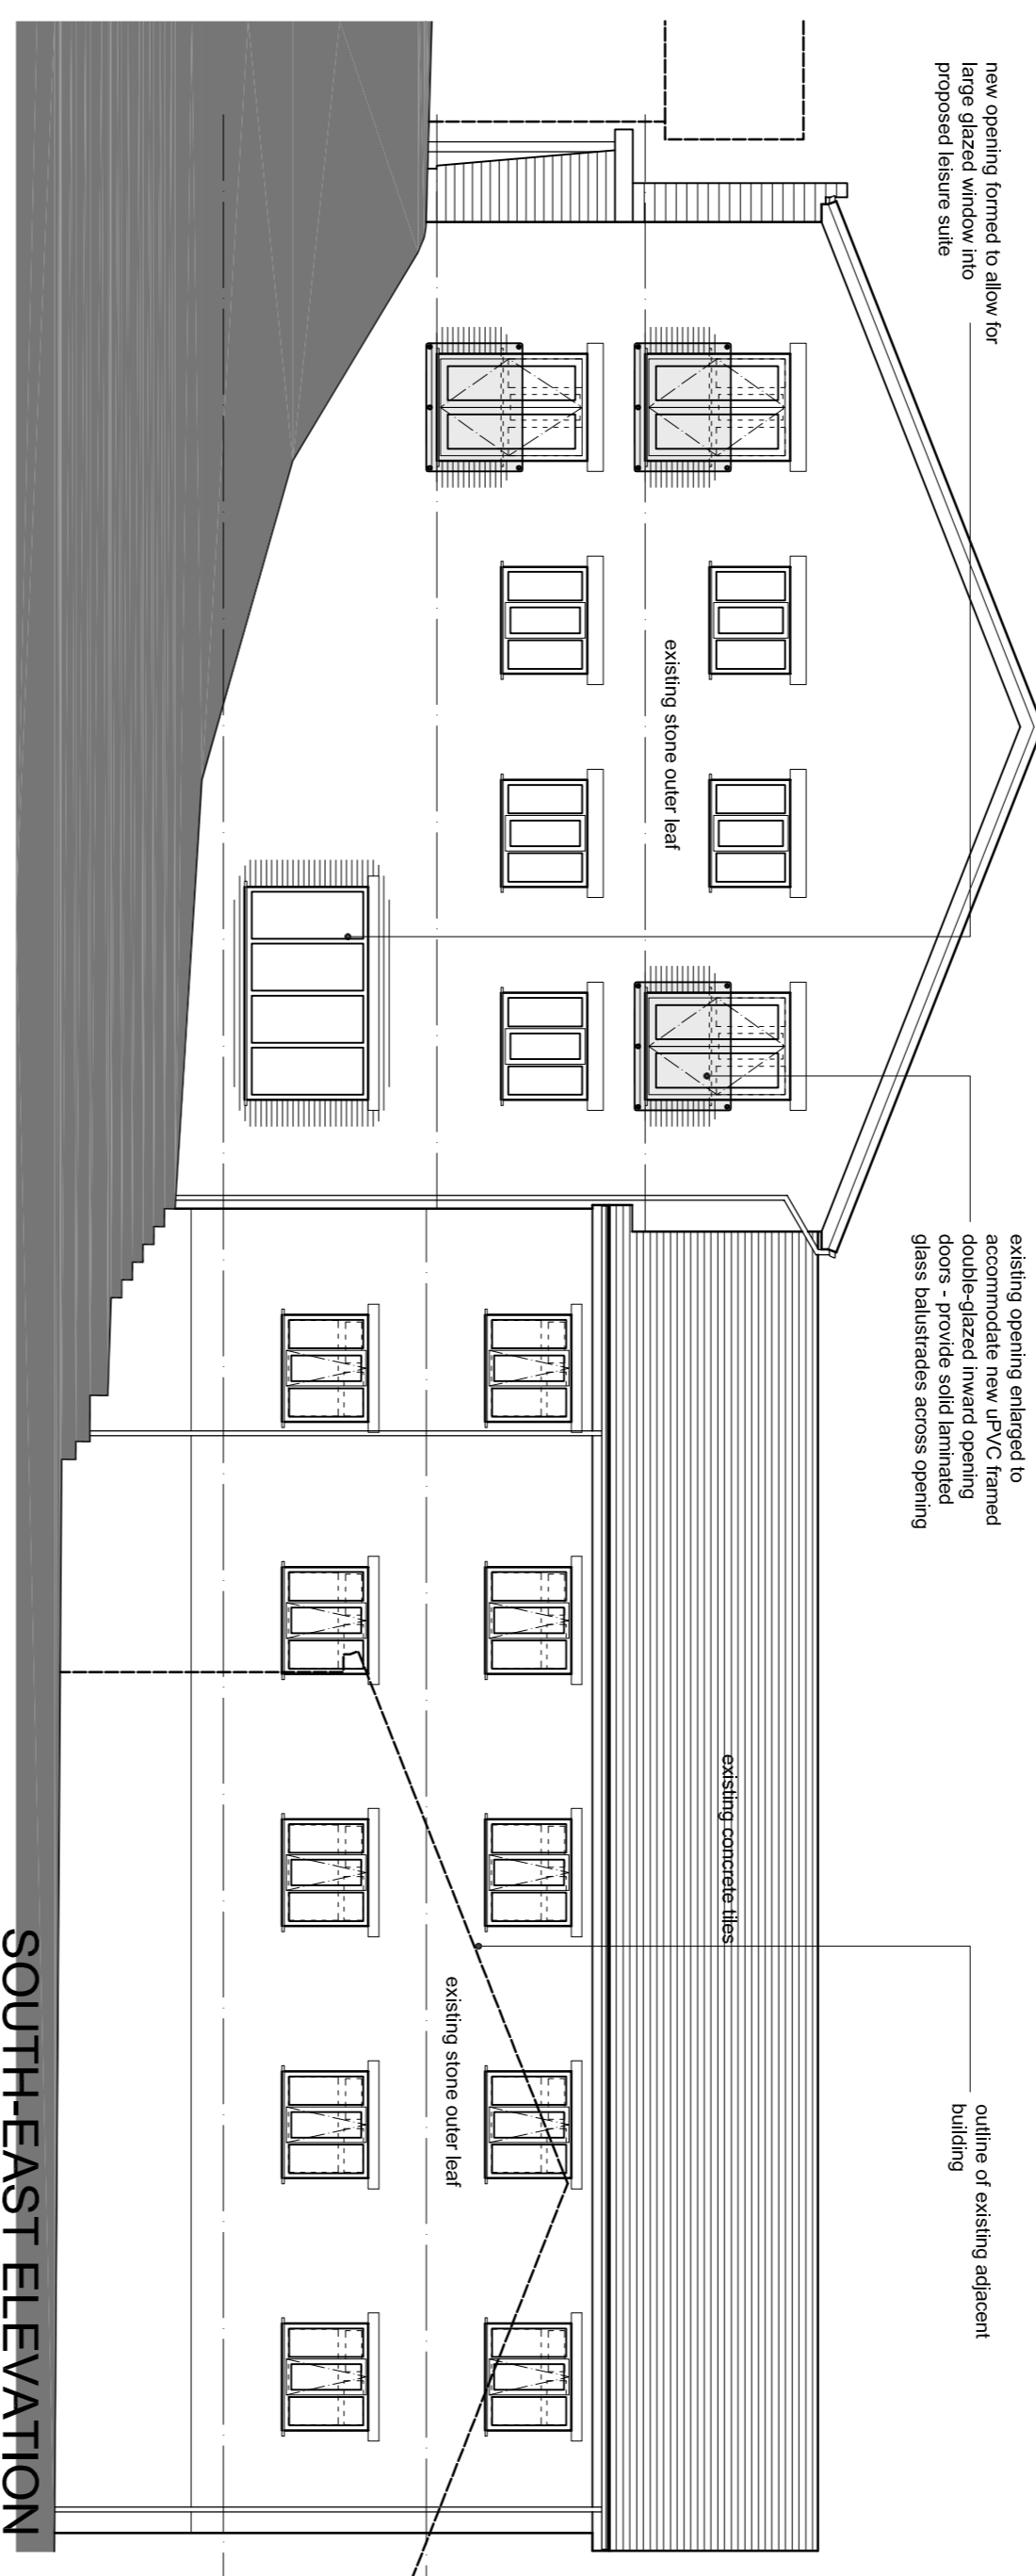 new opening formed to allow for
large glazed window into
proposed leisure suite
existing opening enlarged to
accommodate new uPVC framed
double-glazed inward opening
doors - provide solid laminated
glass balustrades across opening
outline of existing adjacent
building
existing stone outer leaf
existing concrete tiles
existing stone outer leaf
SOUTH-EAST ELEVATION